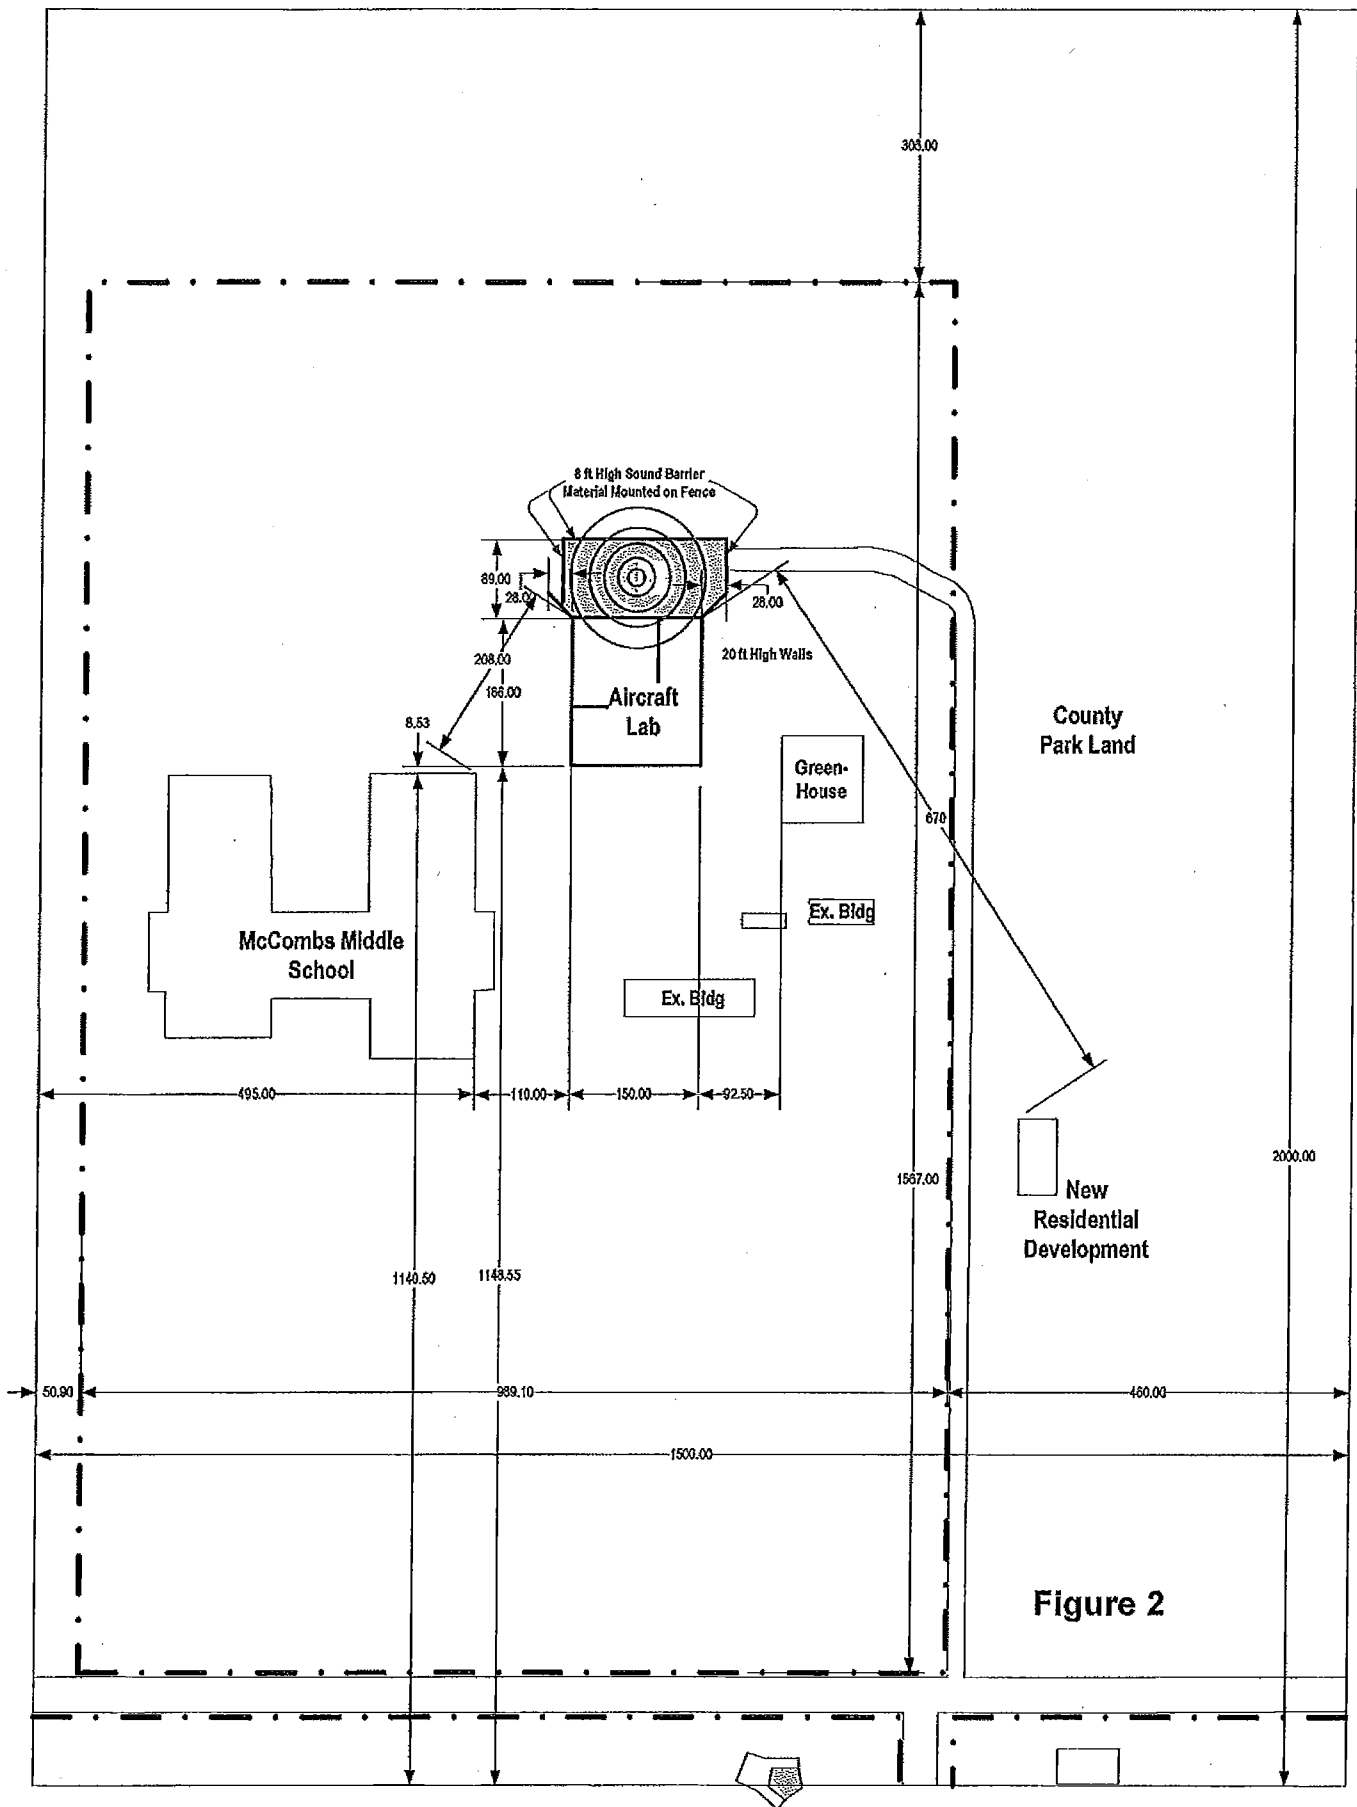 303.00
8 ft High Sound Barrier
Material Mounted on Fence
89.00
28.00
28.00
20 ft High Walls
208.00
166.00
Aircraft
Lab
8.53
County
Park Land
Green-
House
670
Ex. Bldg
McCombs Middle
School
Ex. Bldg
495.00
110.00
150.00
92.50
2000.00
1567.00
New
Residential
Development
1140.50
50.90
989.10
460.00
1500.00
Figure 2